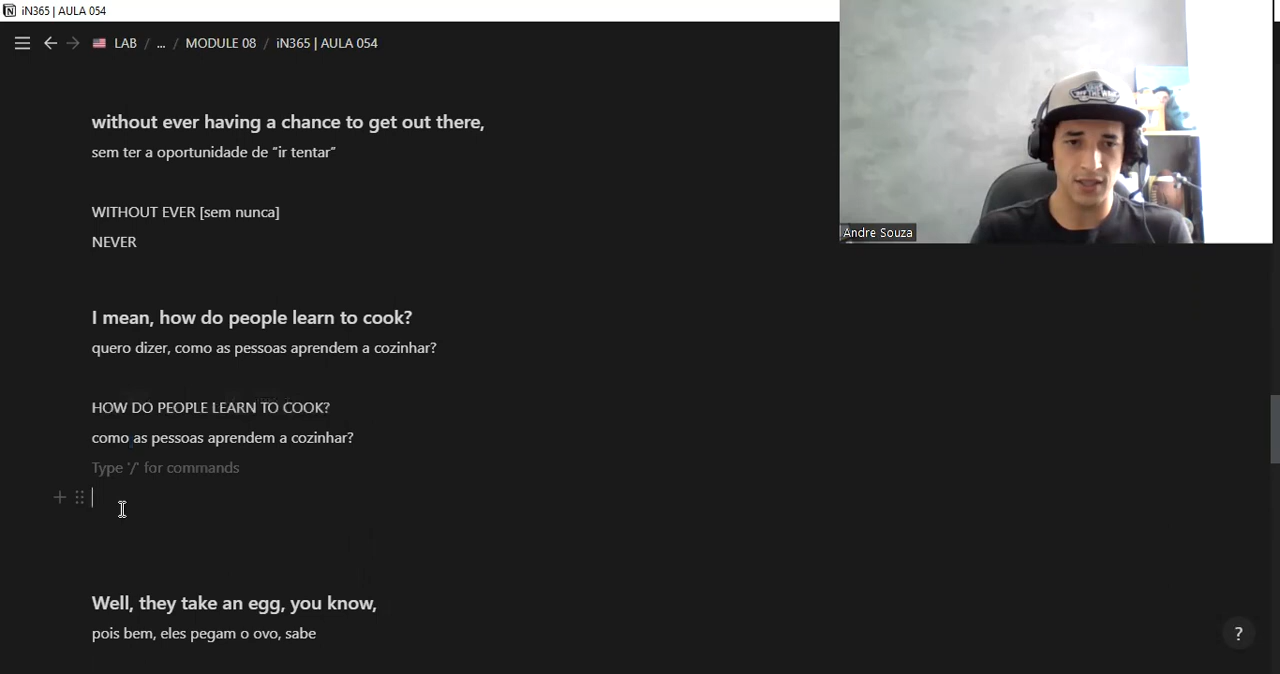 iN365 | AULA 054
LAB / ... / MODULE 08 / iN365 | AULA 054
without ever having a chance to get out there,
sem ter a oportunidade de “ir tentar”
WITHOUT EVER [sem nunca]
NEVER
I mean, how do people learn to cook?
quero dizer, como as pessoas aprendem a cozinhar?
HOW DO PEOPLE LEARN TO COOK?
como as pessoas aprendem a cozinhar?
Type '/' for commands
Well, they take an egg, you know,
pois bem, eles pegam o ovo, sabe
OFF THE WALL
Andre Souza
?